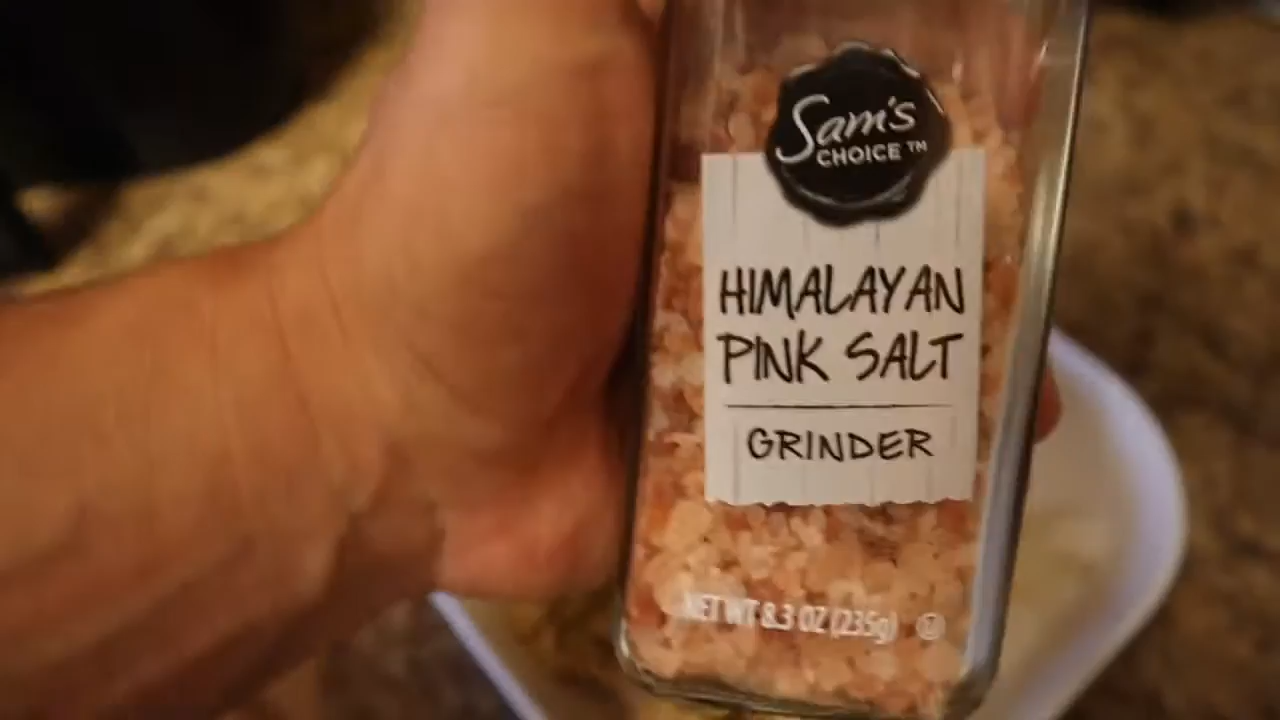 Sam's
CHOICE™
HIMALAYAN
PINK SALT
GRINDER
NET WT 8.3 OZ (235g)